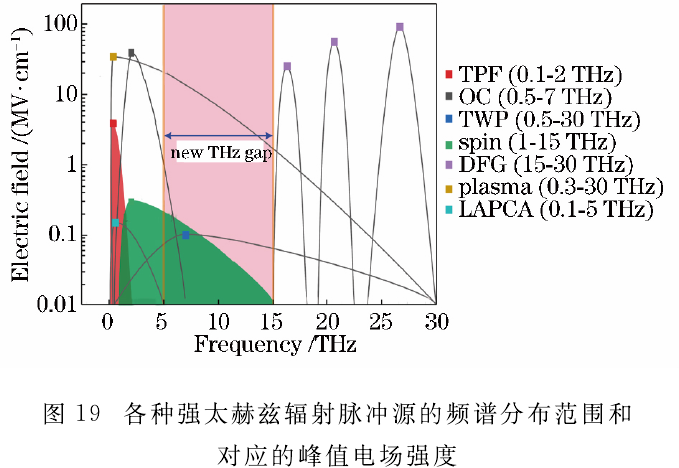 100
10
1
0.1
0.01
Electric field /(MV·cm⁻¹)
new THz gap
0
5
10
15
20
25
30
Frequency /THz
TPF (0.1-2 THz)
OC (0.5-7 THz)
TWP (0.5-30 THz)
spin (1-15 THz)
DFG (15-30 THz)
plasma (0.3-30 THz)
LAPCA (0.1-5 THz)
图 19 各种强太赫兹辐射脉冲源的频谱分布范围和
对应的峰值电场强度